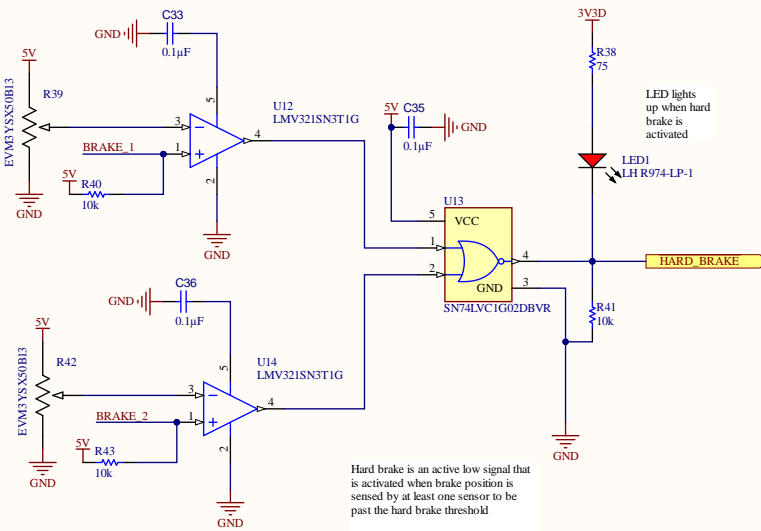 C33
GND
0.1µF
5V
R39
EVM3YSX50B13
5
U12
LMV321SN3T1G
3
4
BRAKE_1
1
5V
R40
10k
2
GND
GND
3V3D
R38
75
LED lights
up when hard
brake is
activated
LED1
LH R974-LP-1
5V
C35
GND
0.1µF
U13
5
VCC
1
4
2
3
GND
SN74LVC1G02DBVR
HARD_BRAKE
R41
10k
GND
C36
GND
0.1µF
5V
R42
EVM3YSX50B13
5
U14
LMV321SN3T1G
3
4
BRAKE_2
1
5V
R43
10k
2
GND
GND
Hard brake is an active low signal that
is activated when brake position is
sensed by at least one sensor to be
past the hard brake threshold